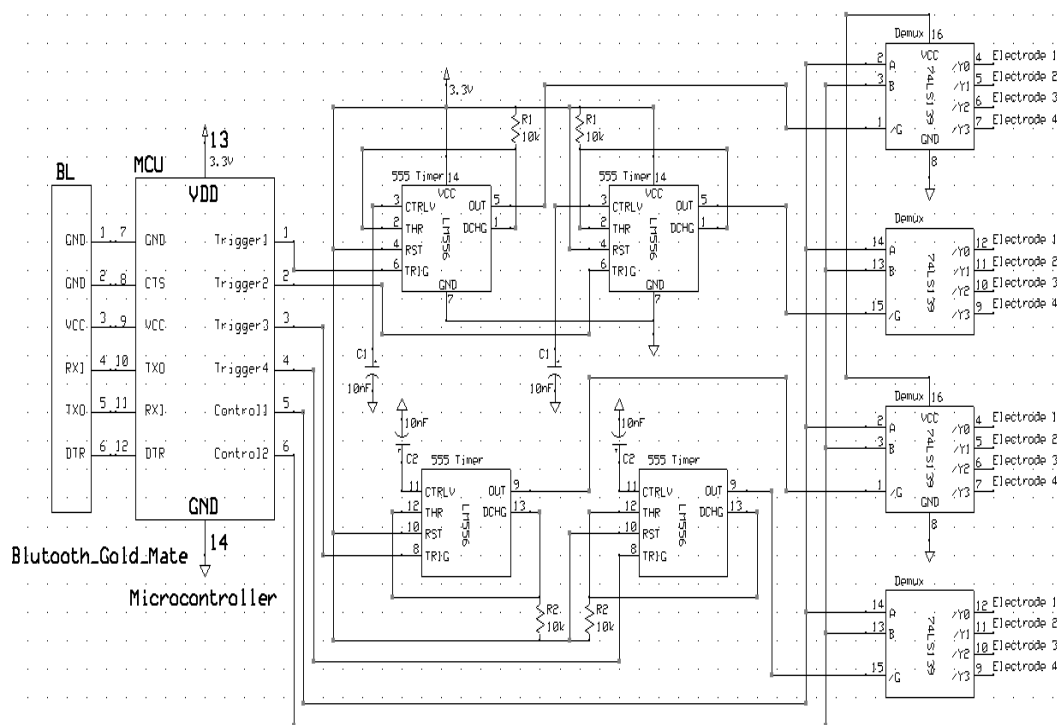 BL
GND 1
GND 2
VCC 3
RXI 4
TXO 5
DTR 6
Blutooth_Gold_Mate
MCU
13
3.3V
VDD
7 GND Trigger1 1
8 CTS Trigger2 2
9 VCC Trigger3 3
10 TXO Trigger4 4
11 RXI Control1 5
12 DTR Control2 6
GND
14
Microcontroller
3.3V
R1
10k
R1
10k
555 Timer 14
VCC
3 CTRLV OUT 5
2 THR DCHG 1
4 RST
6 TRIG
LM556
GND
7
C1
10nF
555 Timer 14
VCC
3 CTRLV OUT 5
2 THR DCHG 1
4 RST
6 TRIG
LM556
GND
7
C1
10nF
10nF
C2
555 Timer
11 CTRLV OUT 9
12 THR DCHG 13
10 RST
8 TRIG
LM556
R2
10k
10nF
C2
555 Timer
11 CTRLV OUT 9
12 THR DCHG 13
10 RST
8 TRIG
LM556
R2
10k
Demux 16
VCC
2 A /Y0 4 Electrode 1
3 B /Y1 5 Electrode 2
/Y2 6 Electrode 3
1 /G /Y3 7 Electrode 4
74LS139
GND
8
Demux
14 A /Y0 12 Electrode 1
13 B /Y1 11 Electrode 2
/Y2 10 Electrode 3
15 /G /Y3 9 Electrode 4
74LS139
Demux 16
VCC
2 A /Y0 4 Electrode 1
3 B /Y1 5 Electrode 2
/Y2 6 Electrode 3
1 /G /Y3 7 Electrode 4
74LS139
GND
8
Demux
14 A /Y0 12 Electrode 1
13 B /Y1 11 Electrode 2
/Y2 10 Electrode 3
15 /G /Y3 9 Electrode 4
74LS139